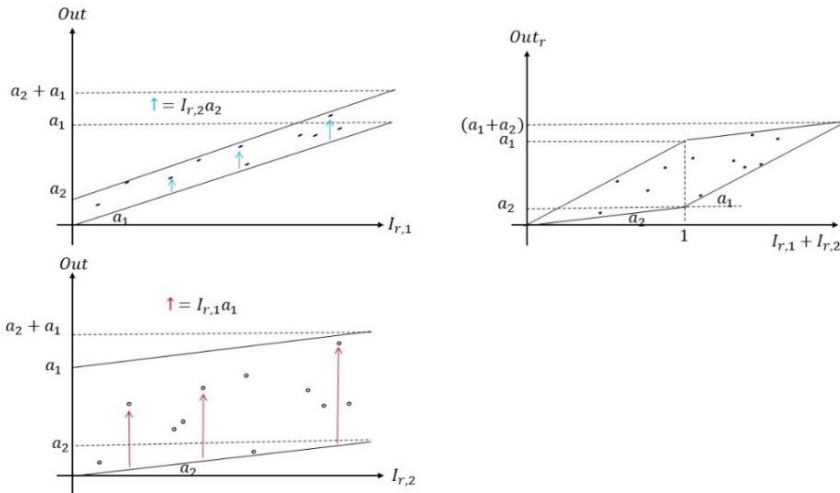 Out
a₂ + a₁
↑= I_{r,2}a₂
a₁
a₂
a₁
I_{r,1}
Out_r
(a₁+a₂)
a₁
a₂
a₂
a₁
1
I_{r,1} + I_{r,2}
Out
↑= I_{r,1}a₁
a₂ + a₁
a₁
a₂
a₂
I_{r,2}